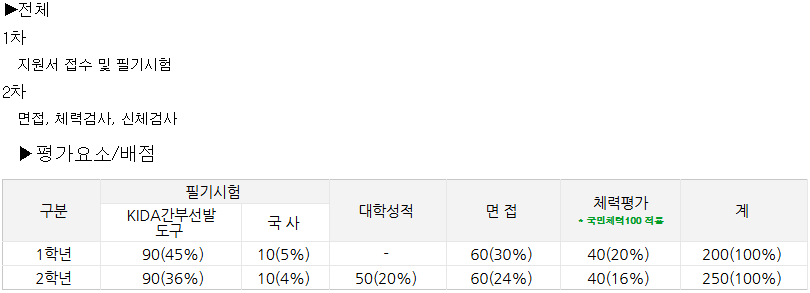 ▶전체
1차
지원서 접수 및 필기시험
2차
면접, 체력검사, 신체검사
▶평가요소/배점
구분 필기시험 대학성적 면 접 체력평가 계
KIDA간부선발 도구 국 사 * 국민체력100 적용
1학년 90(45%) 10(5%) - 60(30%) 40(20%) 200(100%)
2학년 90(36%) 10(4%) 50(20%) 60(24%) 40(16%) 250(100%)